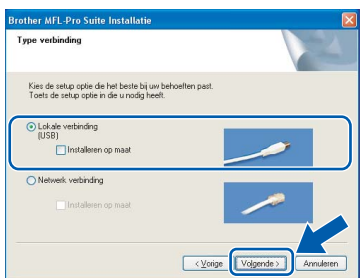 Brother MFL-Pro Suite Installatie
Type verbinding
Kies de setup optie die het beste bij uw behoeften past.
Toets de setup optie in die u nodig heeft.
Lokale verbinding
(USB)
Installeren op maat
Netwerk verbinding
Installeren op maat
< Vorige
Volgende >
Annuleren